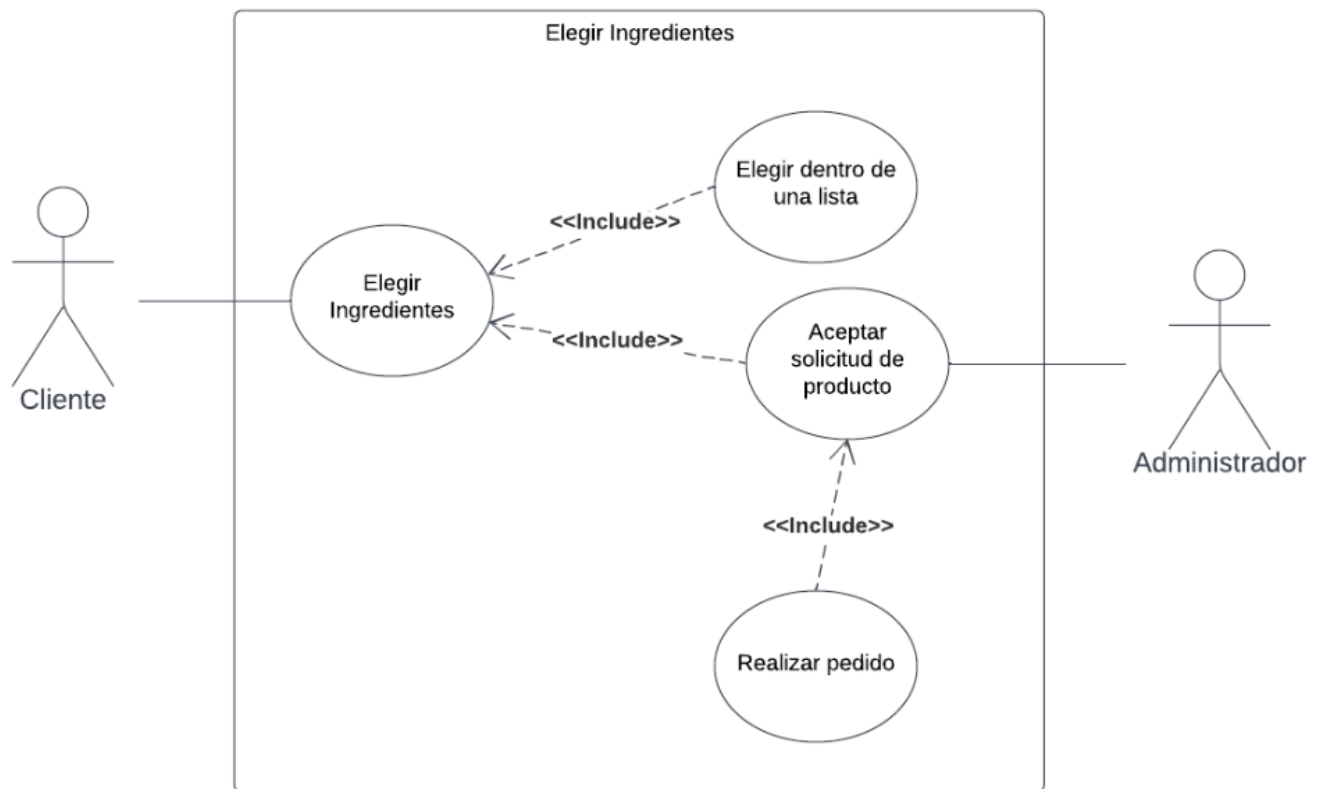 Elegir Ingredientes
Elegir dentro de
una lista
<<Include>>
Elegir
Ingredientes
<<Include>>
Aceptar
solicitud de
producto
Cliente
Administrador
<<Include>>
Realizar pedido